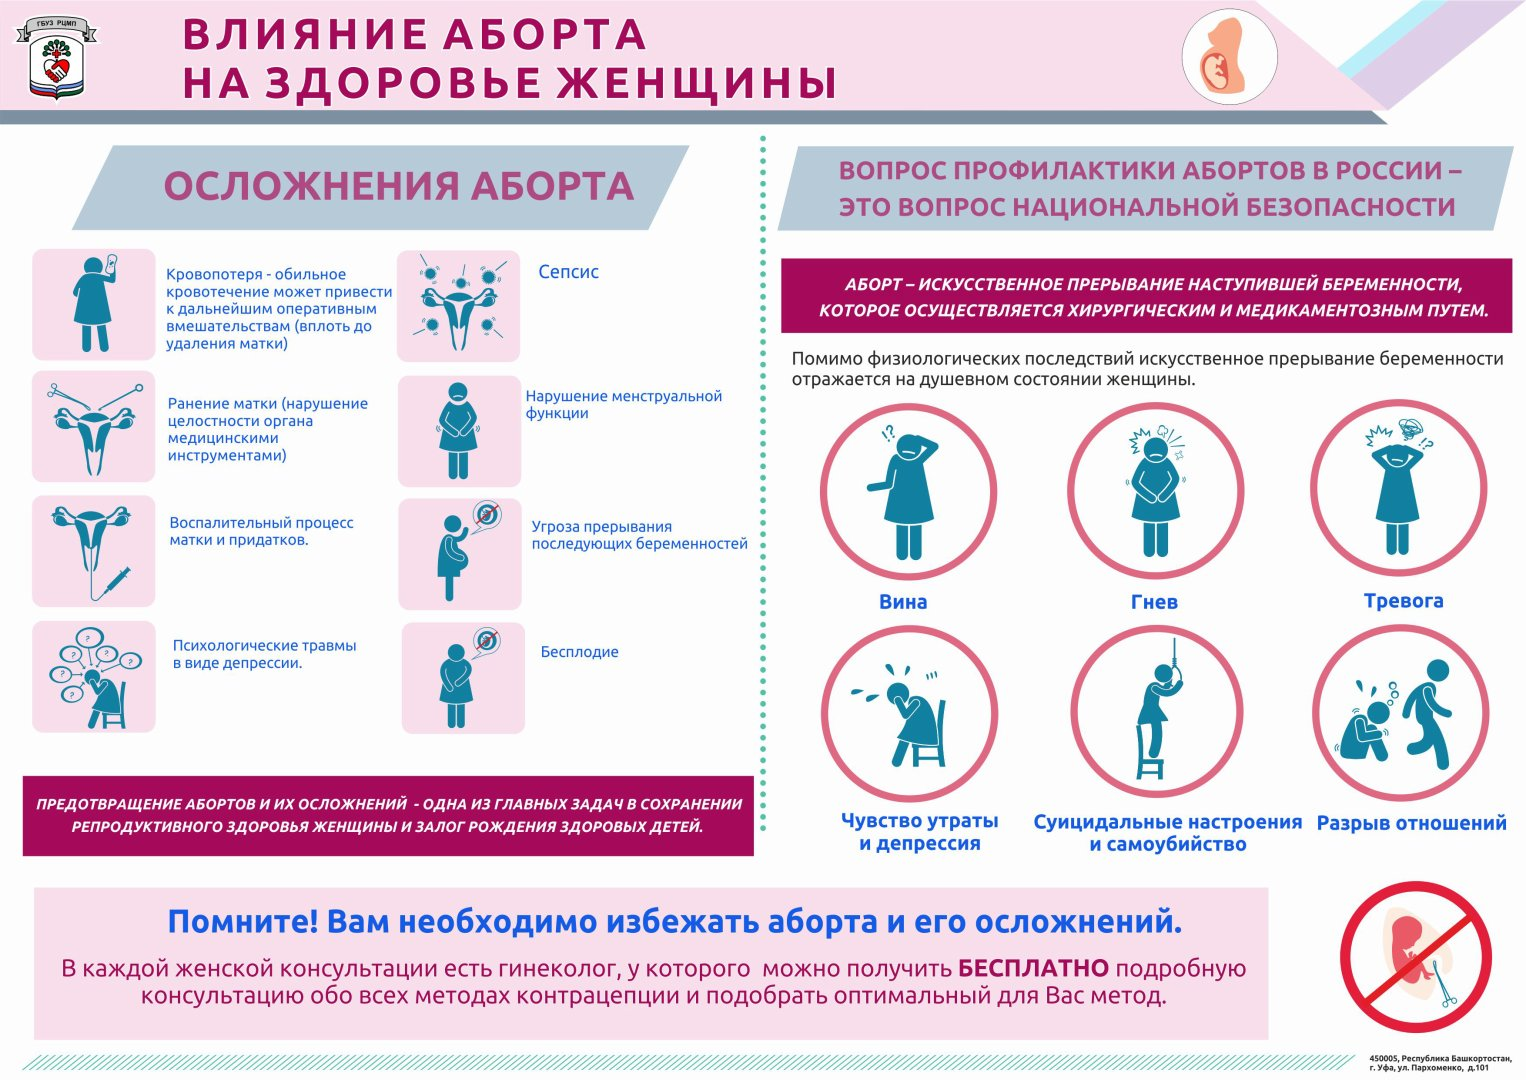 ГБУЗ РЦМП
ВЛИЯНИЕ АБОРТА
НА ЗДОРОВЬЕ ЖЕНЩИНЫ
ОСЛОЖНЕНИЯ АБОРТА
Кровопотеря - обильное
кровотечение может привести
к дальнейшим оперативным
вмешательствам (вплоть до
удаления матки)
Сепсис
Ранение матки (нарушение
целостности органа
медицинскими
инструментами)
Нарушение менструальной
функции
Воспалительный процесс
матки и придатков.
Угроза прерывания
последующих беременностей
Психологические травмы
в виде депрессии.
Бесплодие
ПРЕДОТВРАЩЕНИЕ АБОРТОВ И ИХ ОСЛОЖНЕНИЙ - ОДНА ИЗ ГЛАВНЫХ ЗАДАЧ В СОХРАНЕНИИ
РЕПРОДУКТИВНОГО ЗДОРОВЬЯ ЖЕНЩИНЫ И ЗАЛОГ РОЖДЕНИЯ ЗДОРОВЫХ ДЕТЕЙ.
ВОПРОС ПРОФИЛАКТИКИ АБОРТОВ В РОССИИ –
ЭТО ВОПРОС НАЦИОНАЛЬНОЙ БЕЗОПАСНОСТИ
АБОРТ – ИСКУССТВЕННОЕ ПРЕРЫВАНИЕ НАСТУПИВШЕЙ БЕРЕМЕННОСТИ,
КОТОРОЕ ОСУЩЕСТВЛЯЕТСЯ ХИРУРГИЧЕСКИМ И МЕДИКАМЕНТОЗНЫМ ПУТЕМ.
Помимо физиологических последствий искусственное прерывание беременности
отражается на душевном состоянии женщины.
!?
!?
Вина
Гнев
Тревога
Чувство утраты
и депрессия
Суицидальные настроения
и самоубийство
Разрыв отношений
Помните! Вам необходимо избежать аборта и его осложнений.
В каждой женской консультации есть гинеколог, у которого можно получить БЕСПЛАТНО подробную
консультацию обо всех методах контрацепции и подобрать оптимальный для Вас метод.
450005, Республика Башкортостан,
г. Уфа, ул. Пархоменко, д.101